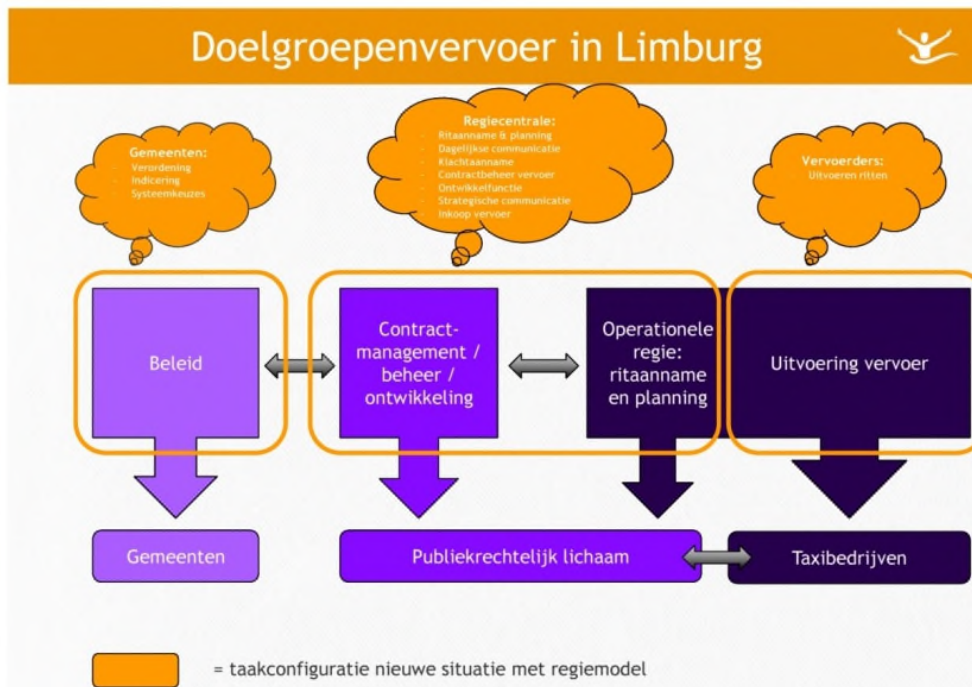 Doelgroepenvervoer in Limburg
Gemeenten:
- Verordening
- Indicering
- Systeemkeuzes
Regiecentrale:
- Ritaanname & planning
- Dagelijkse communicatie
- Klachtaanname
- Contractbeheer vervoer
- Ontwikkelfunctie
- Strategische communicatie
- Inkoop vervoer
Vervoerders:
- Uitvoeren ritten
Beleid
Contract-
management /
beheer /
ontwikkeling
Operationele
regie:
ritaanname
en planning
Uitvoering vervoer
Gemeenten
Publiekrechtelijk lichaam
Taxibedrijven
= taakconfiguratie nieuwe situatie met regiemodel